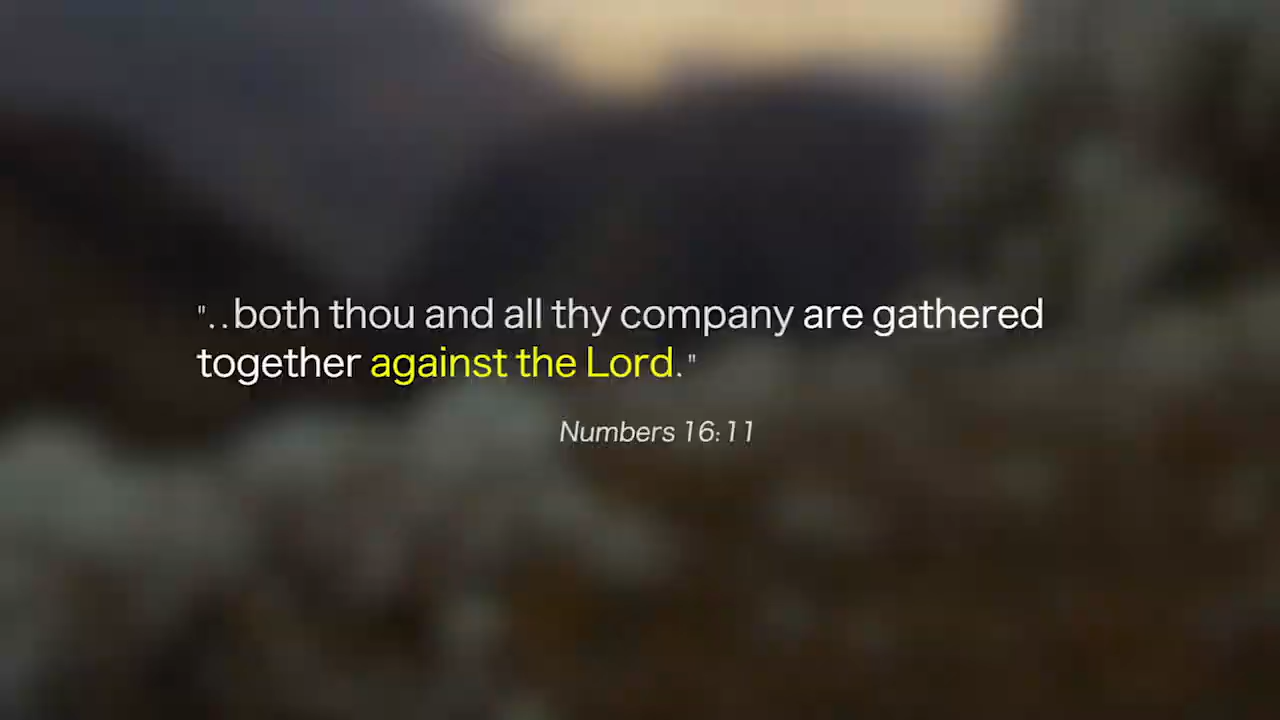 "..both thou and all thy company are gathered
together against the Lord."
Numbers 16:11